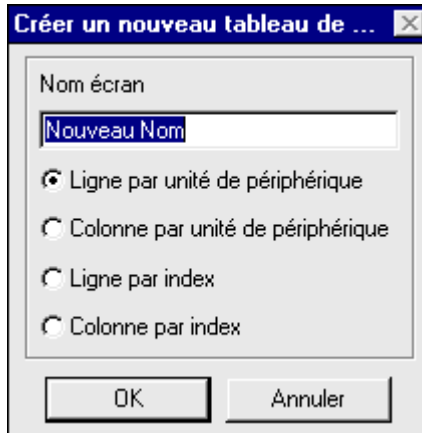 Créer un nouveau tableau de ...
Nom écran
Nouveau Nom
Ligne par unité de périphérique
Colonne par unité de périphérique
Ligne par index
Colonne par index
OK
Annuler